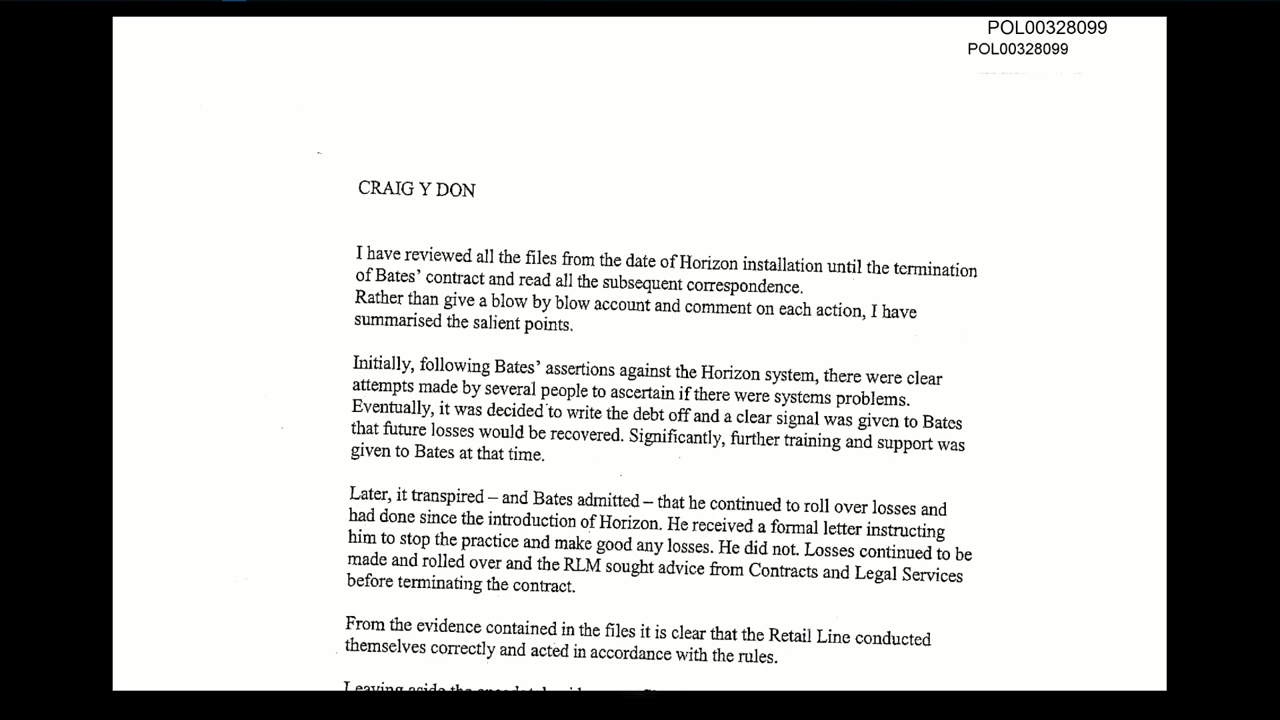 POL00328099
POL00328099
CRAIG Y DON
I have reviewed all the files from the date of Horizon installation until the termination
of Bates' contract and read all the subsequent correspondence.
Rather than give a blow by blow account and comment on each action, I have
summarised the salient points.
Initially, following Bates' assertions against the Horizon system, there were clear
attempts made by several people to ascertain if there were systems problems.
Eventually, it was decided to write the debt off and a clear signal was given to Bates
that future losses would be recovered. Significantly, further training and support was
given to Bates at that time.
Later, it transpired – and Bates admitted – that he continued to roll over losses and
had done since the introduction of Horizon. He received a formal letter instructing
him to stop the practice and make good any losses. He did not. Losses continued to be
made and rolled over and the RLM sought advice from Contracts and Legal Services
before terminating the contract.
From the evidence contained in the files it is clear that the Retail Line conducted
themselves correctly and acted in accordance with the rules.
Leaving aside the